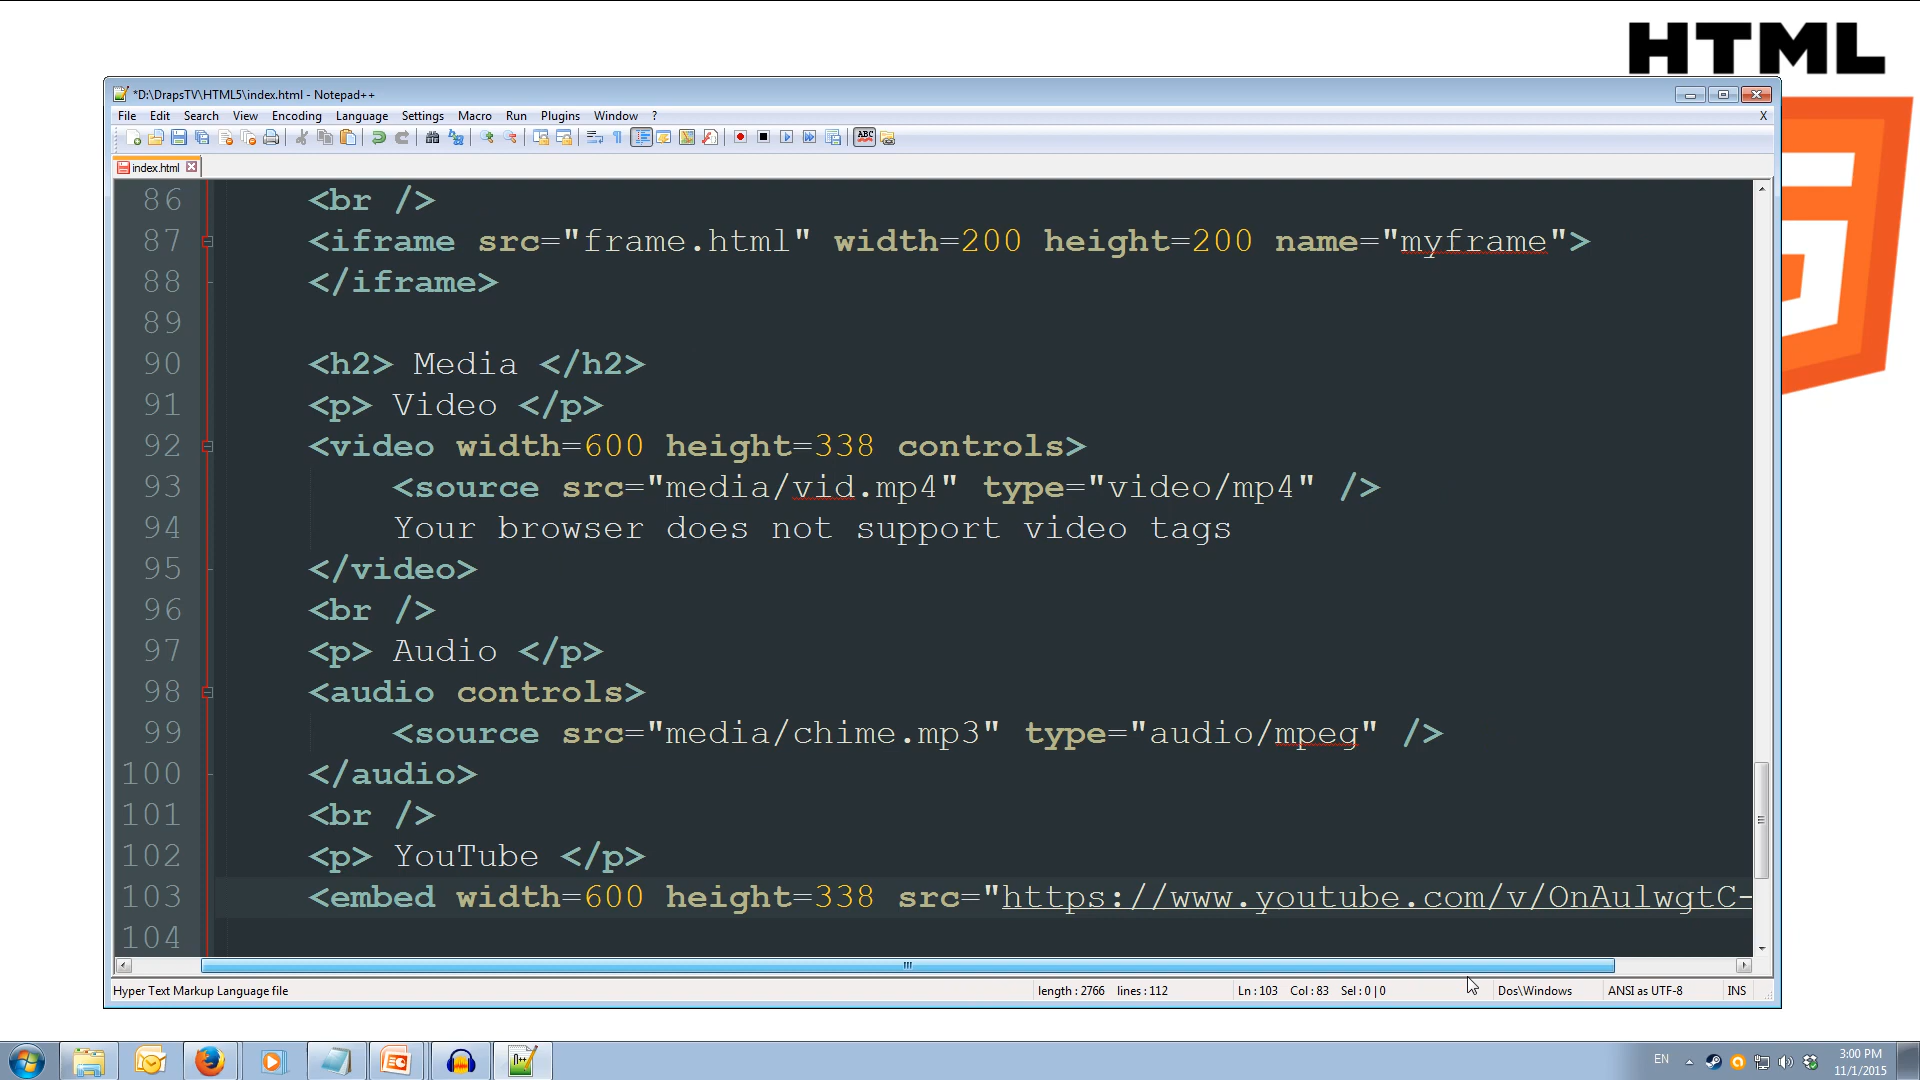 HTML
*D:\DrapsTV\HTML5\index.html - Notepad++
File Edit Search View Encoding Language Settings Macro Run Plugins Window ? X
ABC
index.html
86 <br />
87 <iframe src="frame.html" width=200 height=200 name="myframe">
88 </iframe>
89
90 <h2> Media </h2>
91 <p> Video </p>
92 <video width=600 height=338 controls>
93 <source src="media/vid.mp4" type="video/mp4" />
94 Your browser does not support video tags
95 </video>
96 <br />
97 <p> Audio </p>
98 <audio controls>
99 <source src="media/chime.mp3" type="audio/mpeg" />
100 </audio>
101 <br />
102 <p> YouTube </p>
103 <embed width=600 height=338 src="https://www.youtube.com/v/OnAulwgtC-
104
Hyper Text Markup Language file length : 2766 lines : 112 Ln : 103 Col : 83 Sel : 0 | 0 Dos\Windows ANSI as UTF-8 INS
EN 3:00 PM
11/1/2015